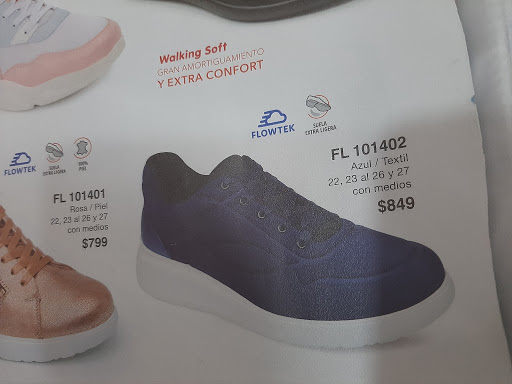 Walking Soft
GRAN AMORTIGUAMIENTO
Y EXTRA CONFORT
FLOWTEK
SUELA
EXTRA LIGERA
FL 101402
Azul / Textil
22, 23 al 26 y 27
con medios
$849
FLOWTEK
SUELA
EXTRA LIGERA
100%
PIEL
FL 101401
Rosa / Piel
22, 23 al 26 y 27
con medios
$799